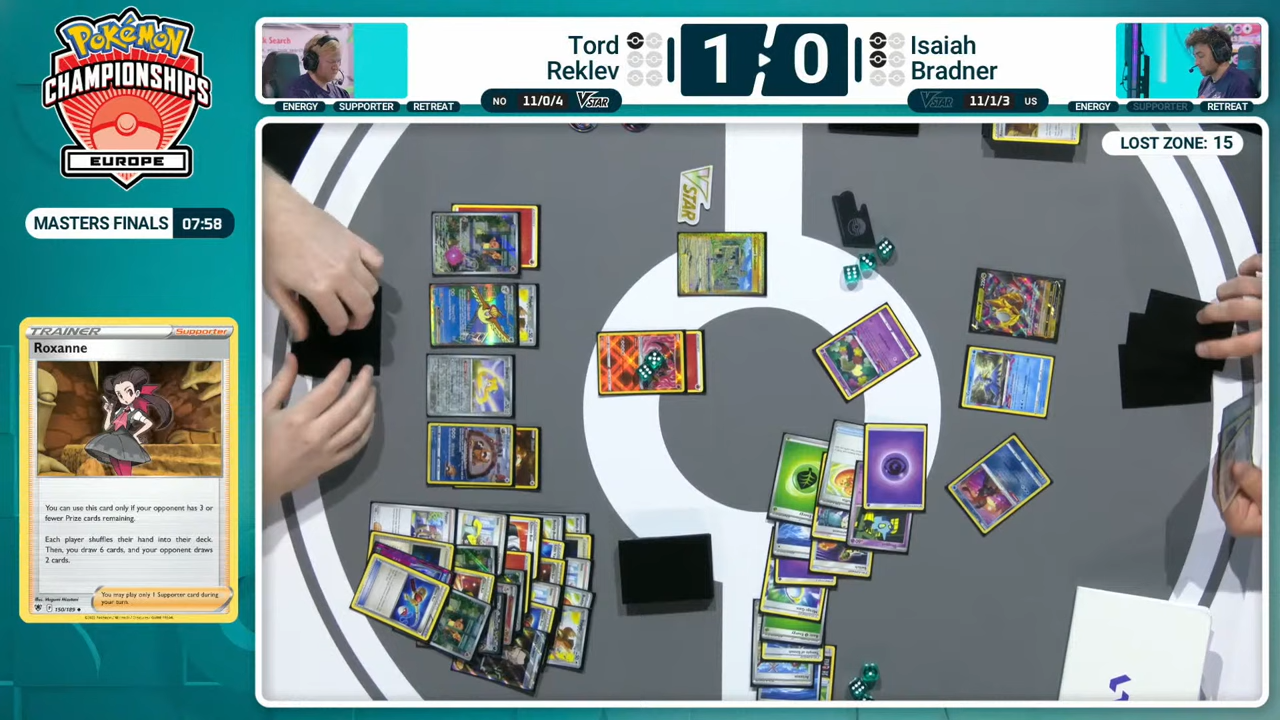 Pokémon
CHAMPIONSHIPS
EUROPE
MASTERS FINALS 07:58
TRAINER Supporter
Roxanne
You can use this card only if your opponent has 3 or
fewer Prize cards remaining.
Each player shuffles their hand into their deck.
Then, you draw 6 cards, and your opponent draws
2 cards.
You may play only 1 Supporter card during
your turn.
150/189
Tord
Reklev
1
0
Isaiah
Bradner
NO 11/0/4 VSTAR
VSTAR 11/1/3 US
ENERGY SUPPORTER RETREAT
ENERGY SUPPORTER RETREAT
LOST ZONE: 15
VSTAR